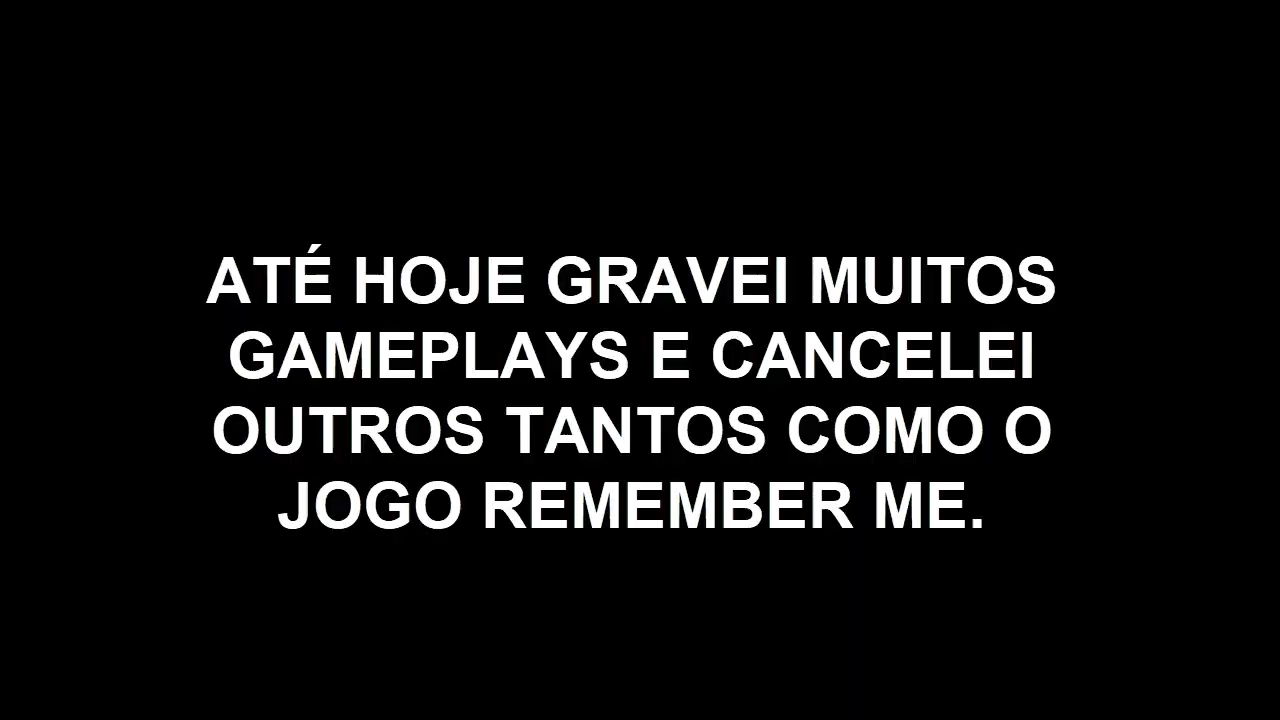 ATÉ HOJE GRAVEI MUITOS
GAMEPLAYS E CANCELEI
OUTROS TANTOS COMO O
JOGO REMEMBER ME.